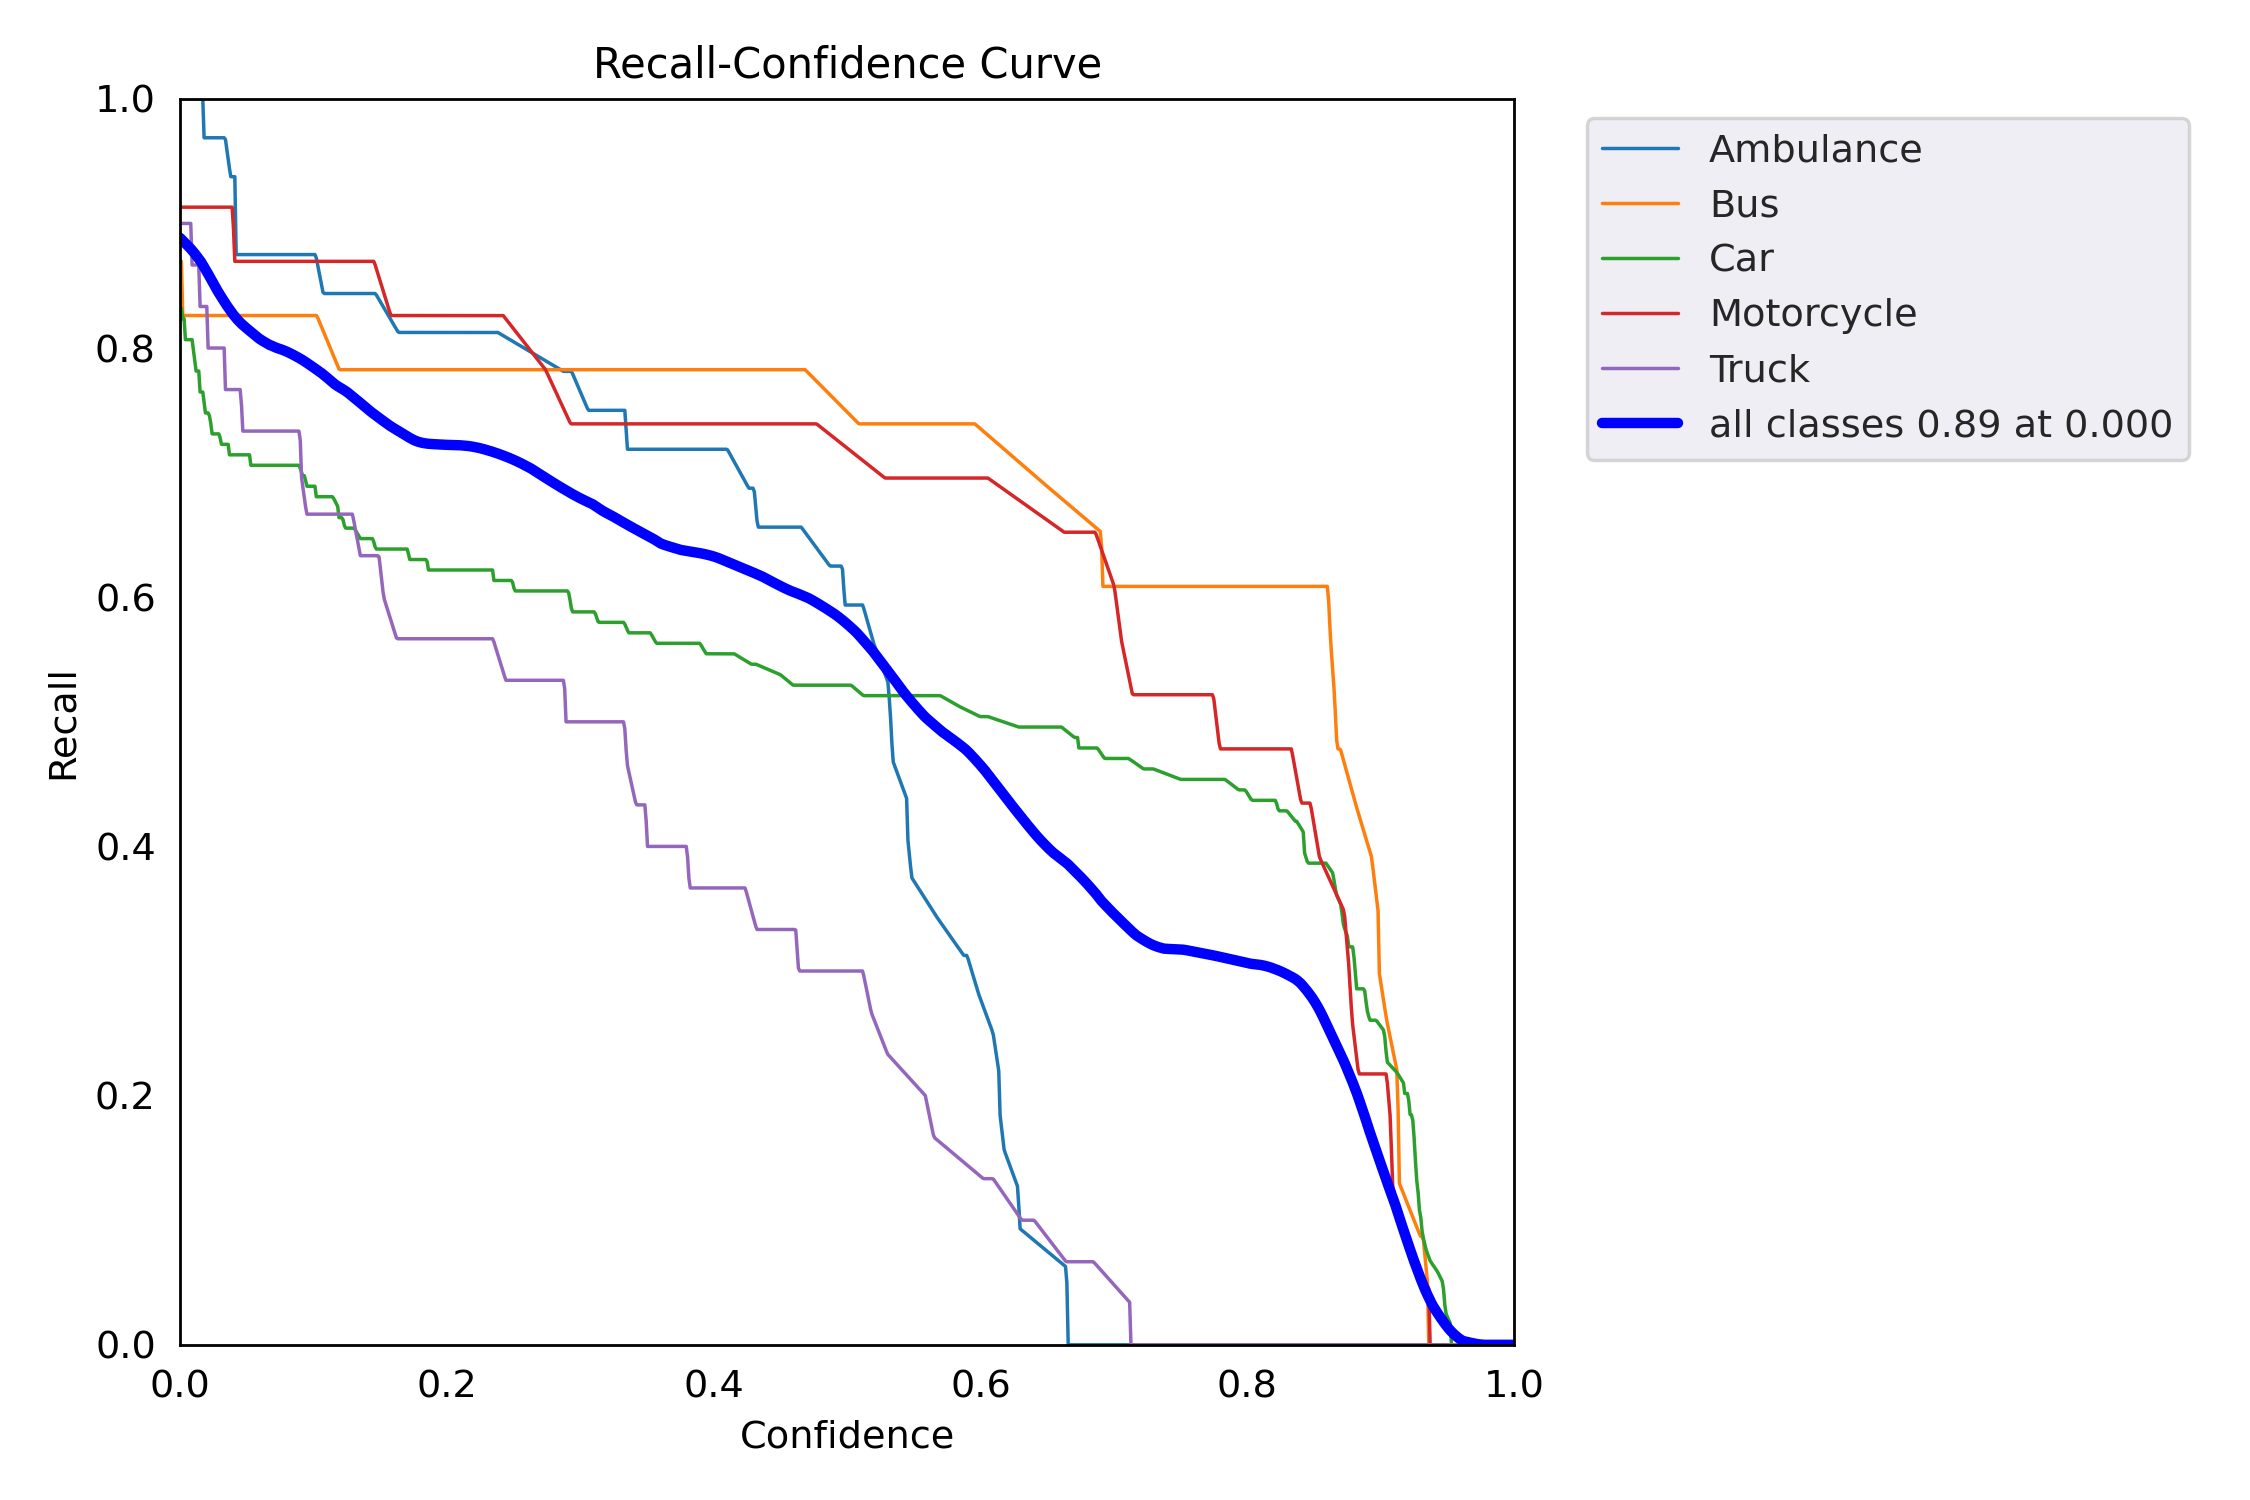 Recall-Confidence Curve
1.0
0.8
0.6
0.4
0.2
0.0
Recall
0.0 0.2 0.4 0.6 0.8 1.0
Confidence
Ambulance
Bus
Car
Motorcycle
Truck
all classes 0.89 at 0.000